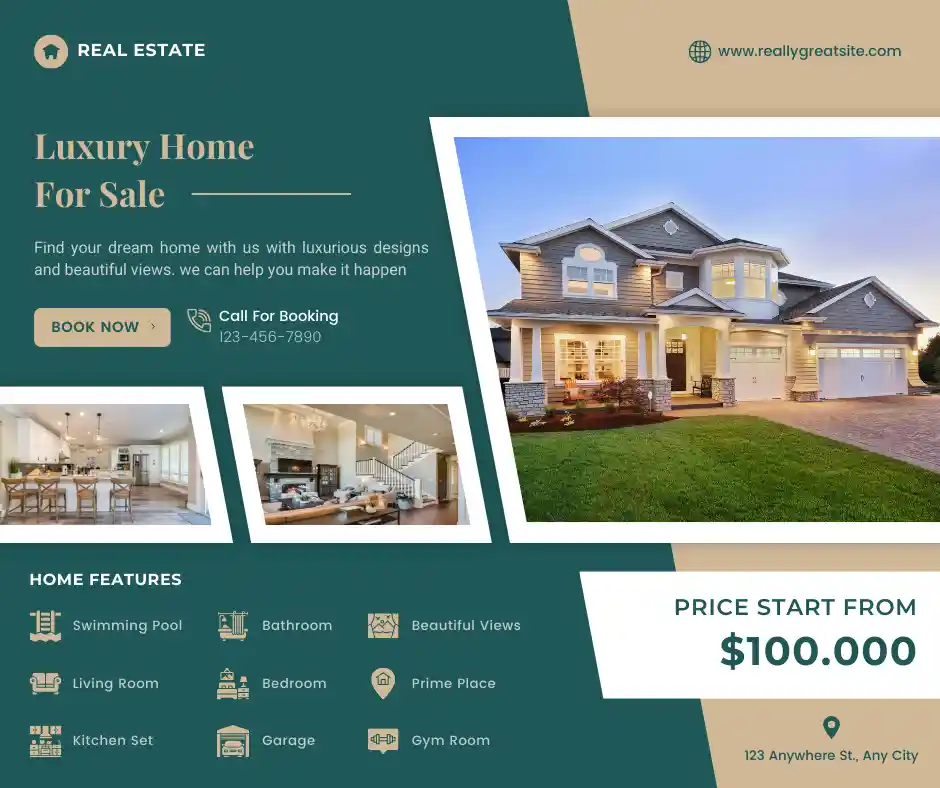 REAL ESTATE
www.reallygreatsite.com
Luxury Home
For Sale
Find your dream home with us with luxurious designs
and beautiful views. we can help you make it happen
BOOK NOW
Call For Booking
123-456-7890
HOME FEATURES
Swimming Pool
Bathroom
Beautiful Views
Living Room
Bedroom
Prime Place
Kitchen Set
Garage
Gym Room
PRICE START FROM
$100.000
123 Anywhere St., Any City